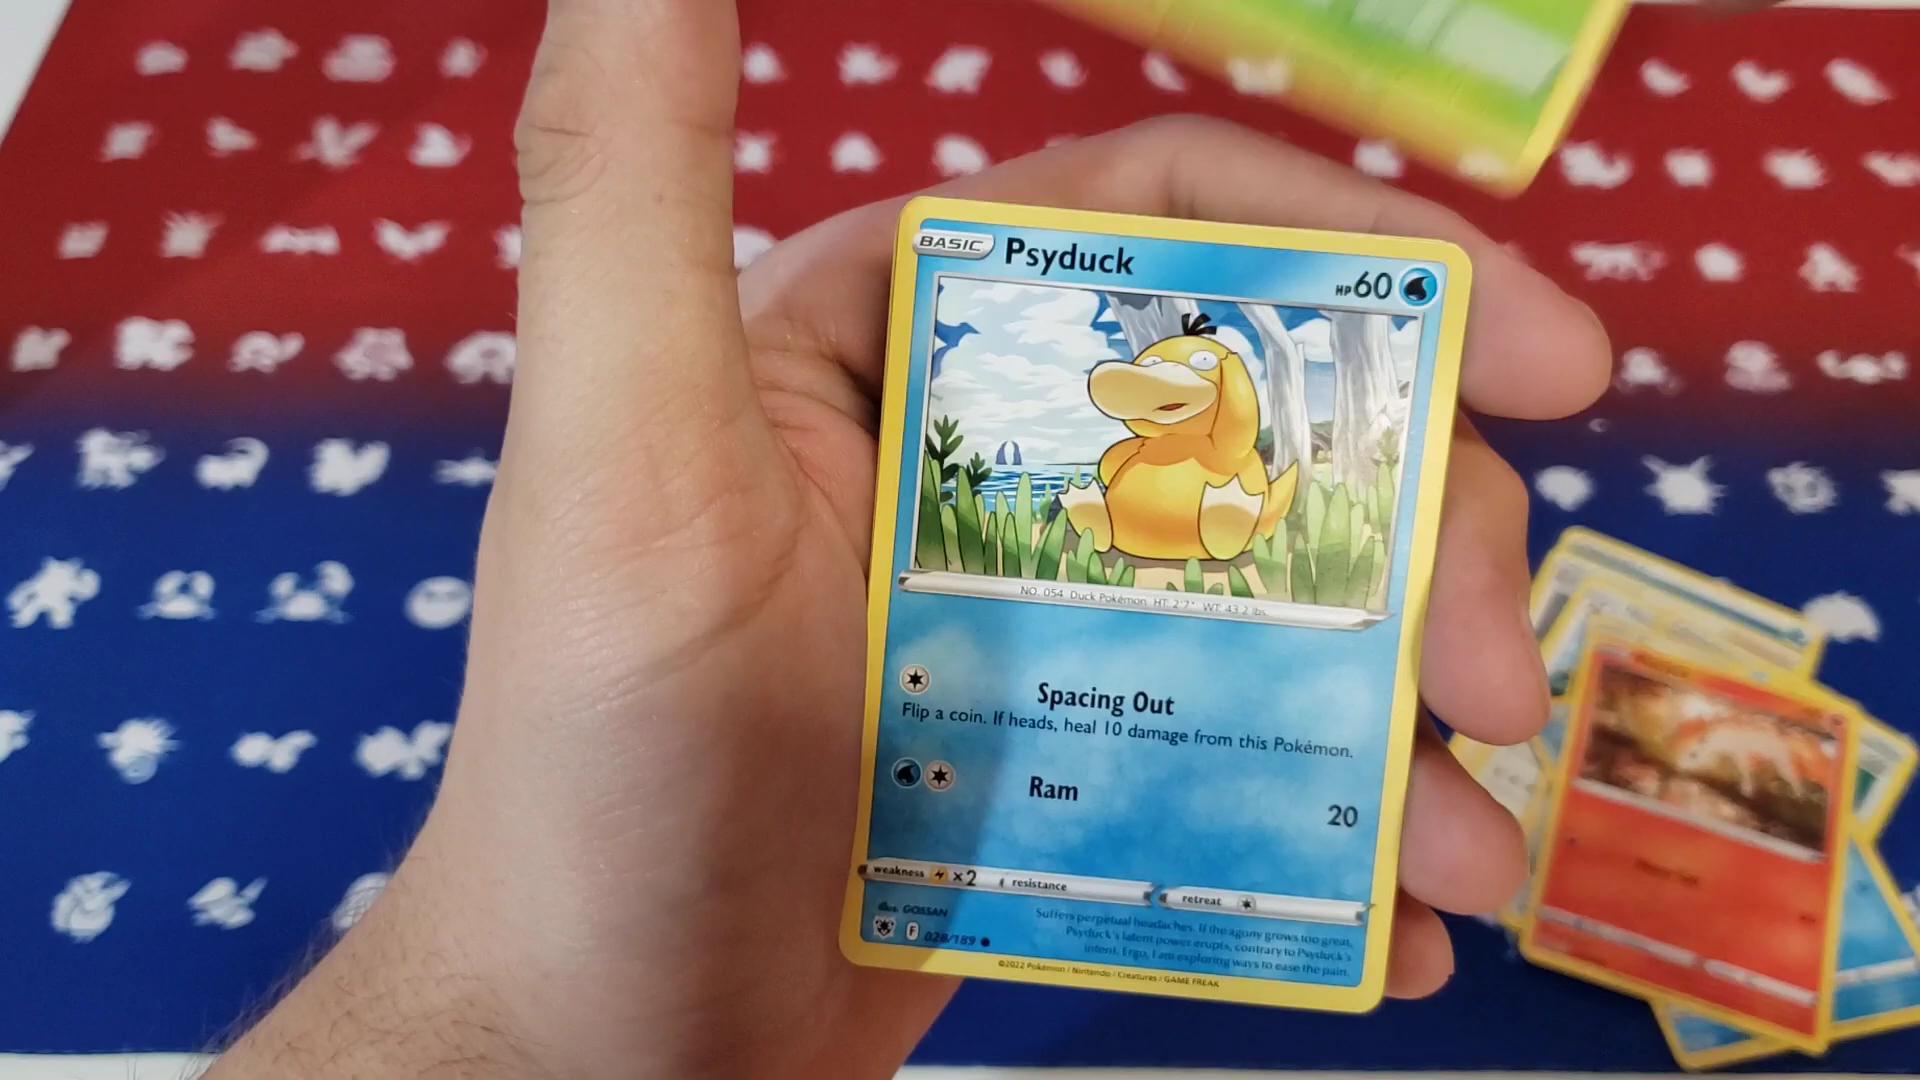 BASIC Psyduck HP60
NO. 054 Duck Pokémon HT: 2'7" WT: 43.2 lbs.
Spacing Out
Flip a coin. If heads, heal 10 damage from this Pokémon.
Ram
20
weakness ×2 resistance retreat
illus. GOSSAN
F 028/189
Suffers perpetual headaches. If the agony grows too great,
Psyduck's latent power erupts, contrary to Psyduck's
intent. Ergo, I am exploring ways to ease the pain.
©2022 Pokémon / Nintendo / Creatures / GAME FREAK